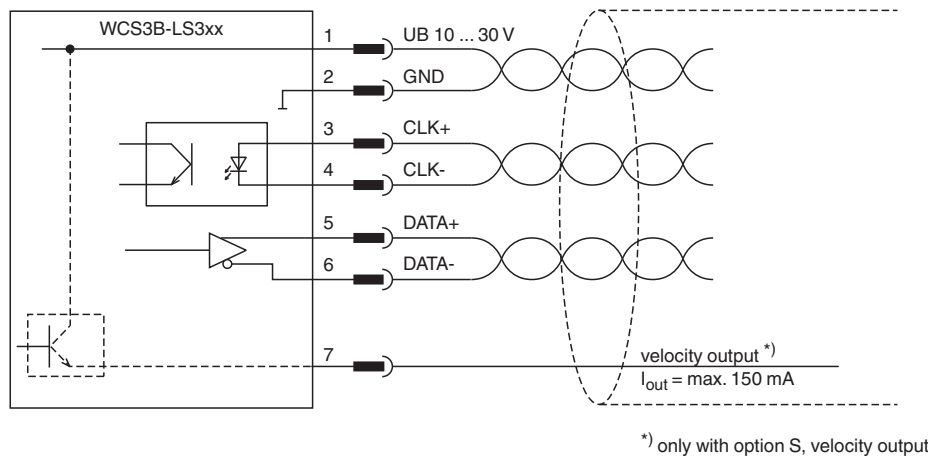 WCS3B-LS3xx
1 UB 10 ... 30 V
2 GND
3 CLK+
4 CLK-
5 DATA+
6 DATA-
7 velocity output *)
Iout = max. 150 mA
*) only with option S, velocity output